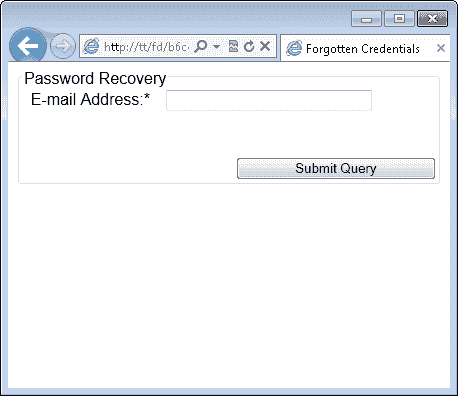 http://tt/fd/b6c
Forgotten Credentials
Password Recovery
E-mail Address:*
Submit Query